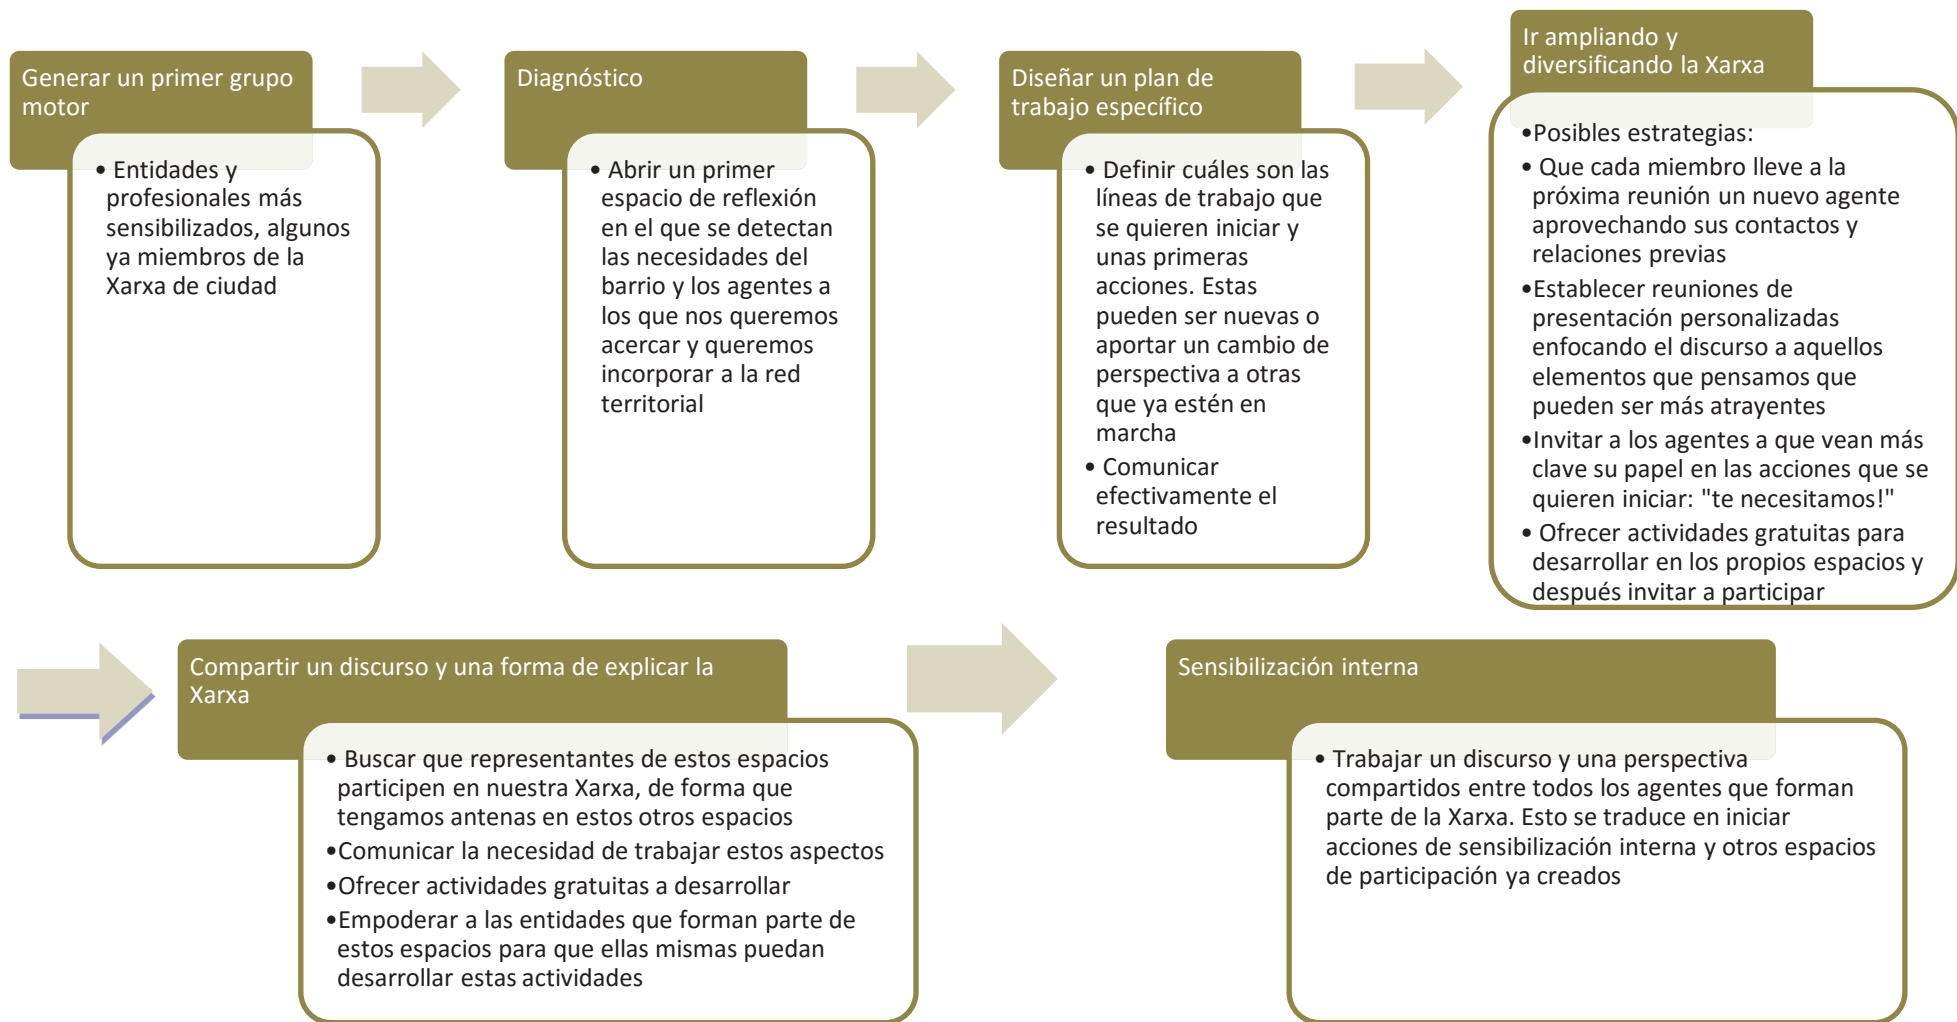 Generar un primer grupo
motor
• Entidades y
profesionales más
sensibilizados, algunos
ya miembros de la
Xarxa de ciudad
Diagnóstico
• Abrir un primer
espacio de reflexión
en el que se detectan
las necesidades del
barrio y los agentes a
los que nos queremos
acercar y queremos
incorporar a la red
territorial
Diseñar un plan de
trabajo específico
• Definir cuáles son las
líneas de trabajo que
se quieren iniciar y
unas primeras
acciones. Estas
pueden ser nuevas o
aportar un cambio de
perspectiva a otras
que ya estén en
marcha
• Comunicar
efectivamente el
resultado
Ir ampliando y
diversificando la Xarxa
•Posibles estrategias:
• Que cada miembro lleve a la
próxima reunión un nuevo agente
aprovechando sus contactos y
relaciones previas
•Establecer reuniones de
presentación personalizadas
enfocando el discurso a aquellos
elementos que pensamos que
pueden ser más atrayentes
•Invitar a los agentes a que vean más
clave su papel en las acciones que se
quieren iniciar: "te necesitamos!"
• Ofrecer actividades gratuitas para
desarrollar en los propios espacios y
después invitar a participar
Compartir un discurso y una forma de explicar la
Xarxa
• Buscar que representantes de estos espacios
participen en nuestra Xarxa, de forma que
tengamos antenas en estos otros espacios
•Comunicar la necesidad de trabajar estos aspectos
•Ofrecer actividades gratuitas a desarrollar
•Empoderar a las entidades que forman parte de
estos espacios para que ellas mismas puedan
desarrollar estas actividades
Sensibilización interna
• Trabajar un discurso y una perspectiva
compartidos entre todos los agentes que forman
parte de la Xarxa. Esto se traduce en iniciar
acciones de sensibilización interna y otros espacios
de participación ya creados